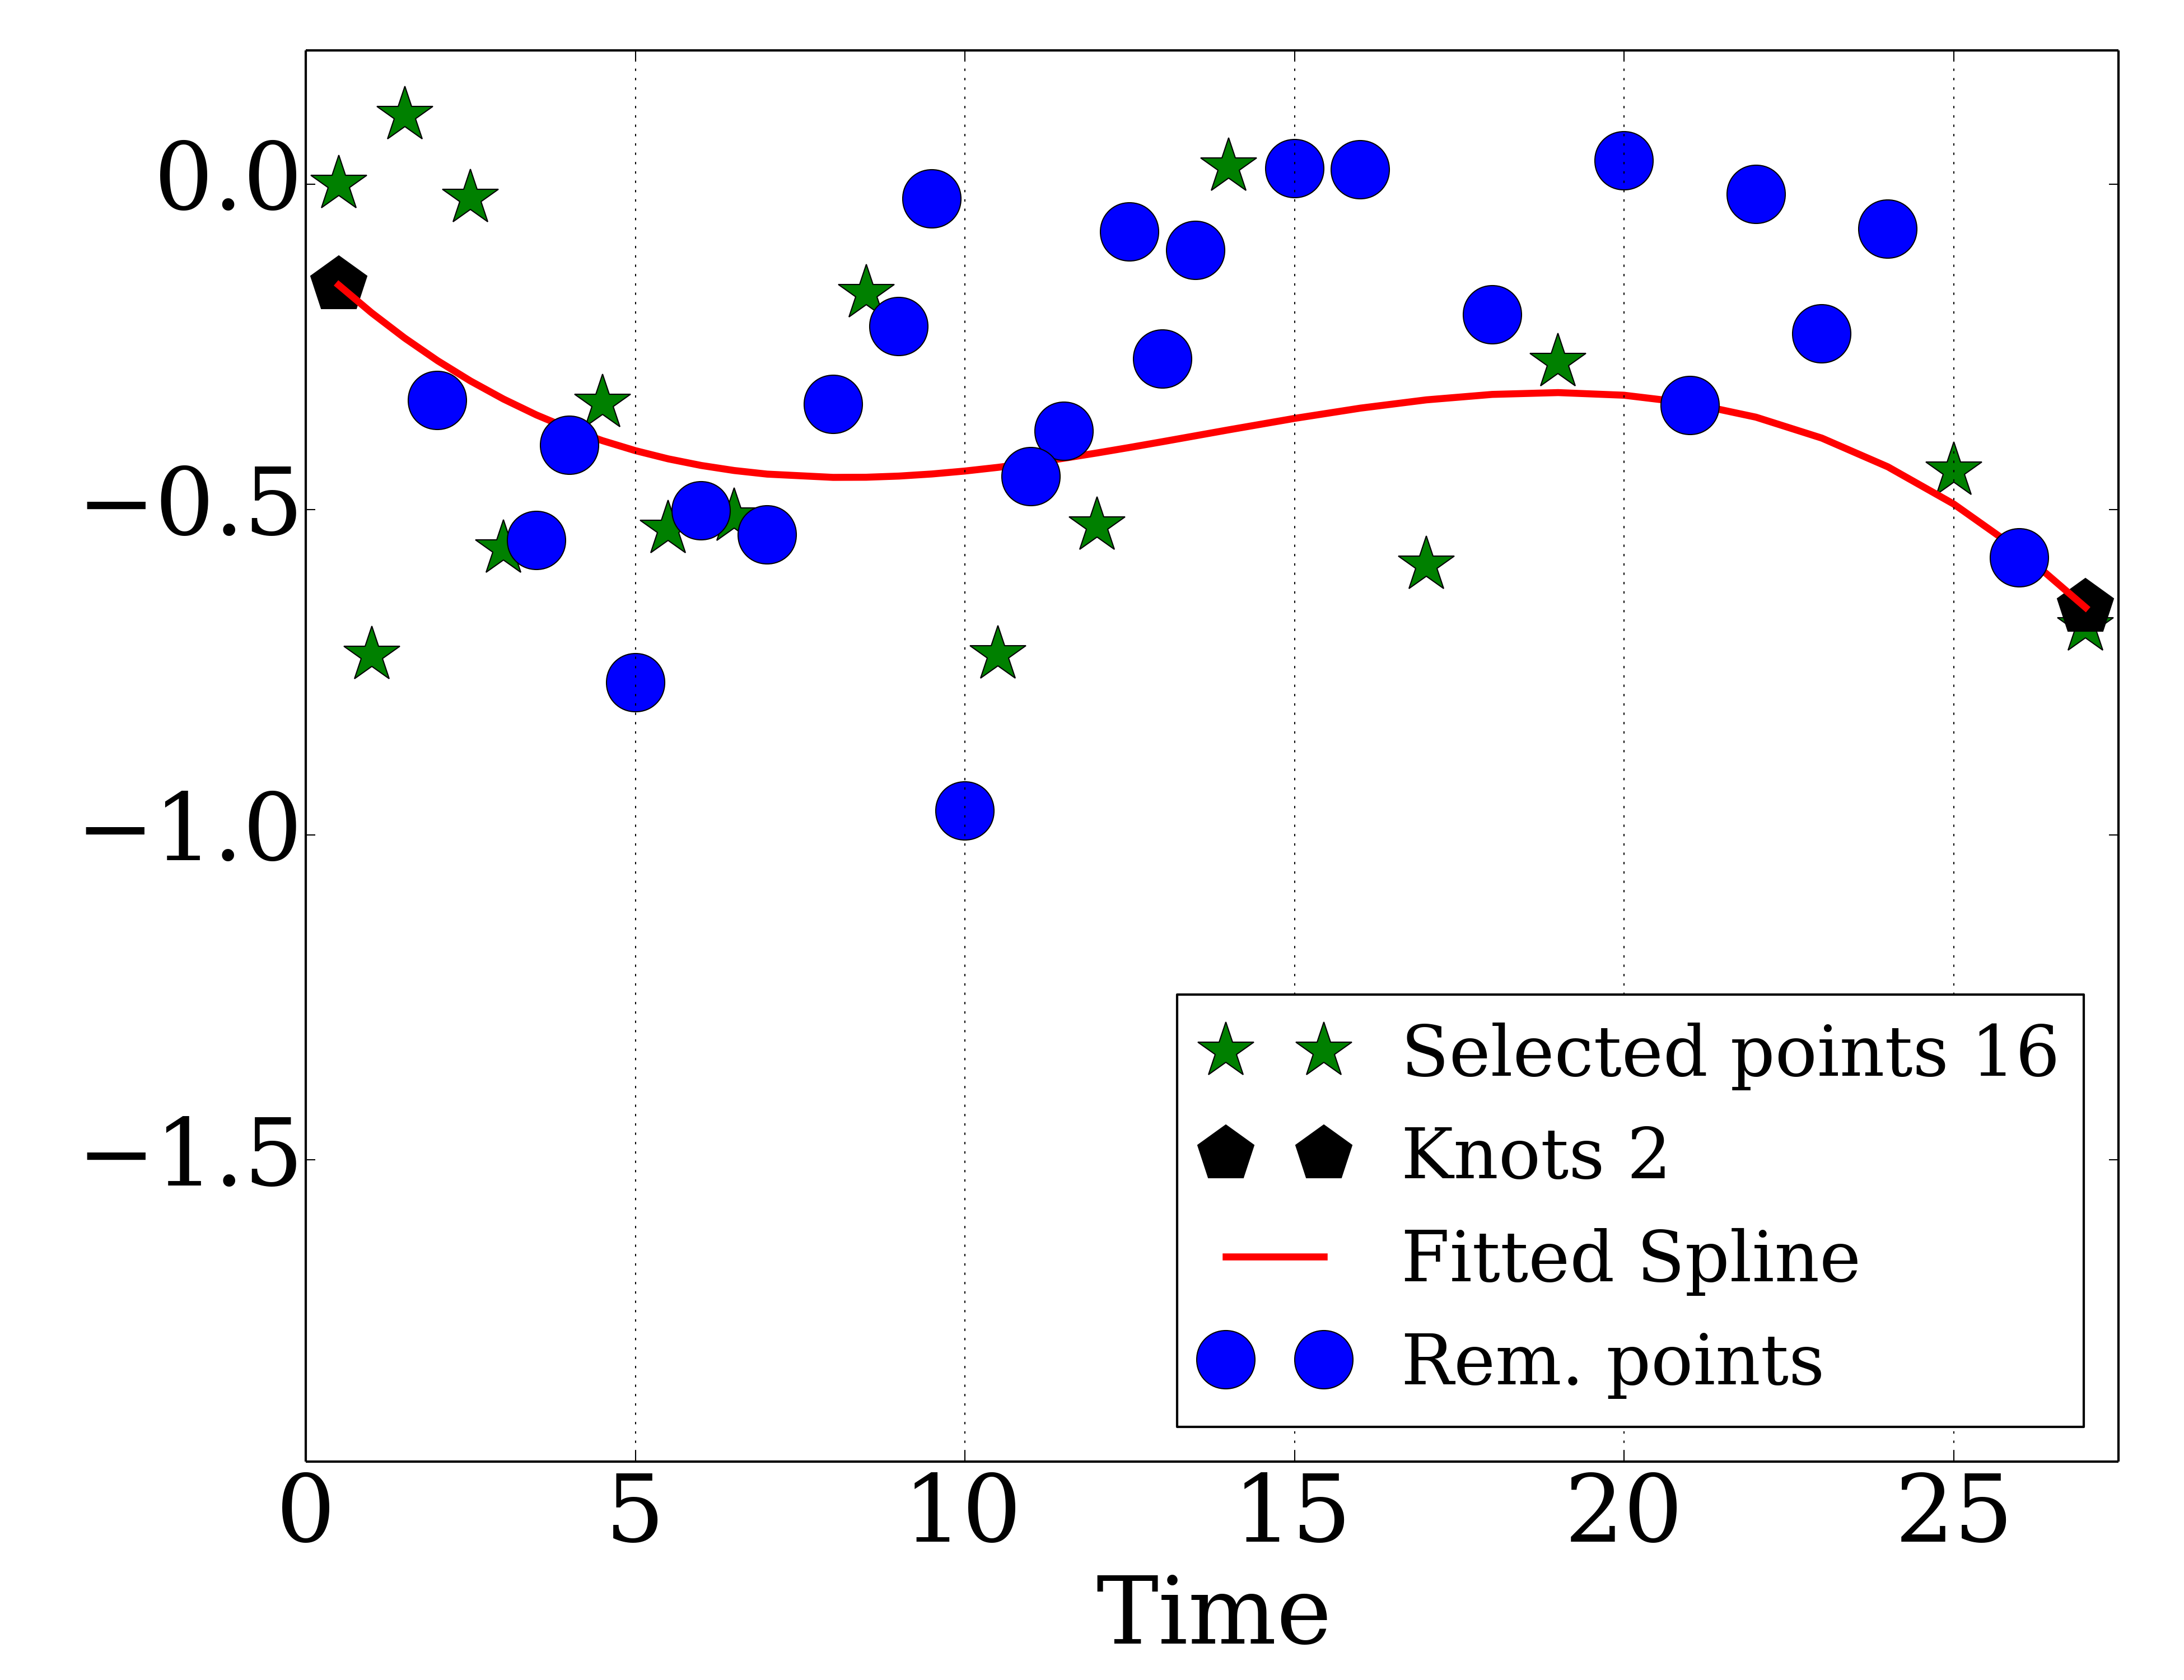 0.0
−0.5
−1.0
−1.5
Selected points 16
Knots 2
Fitted Spline
Rem. points
0 5 10 15 20 25
Time